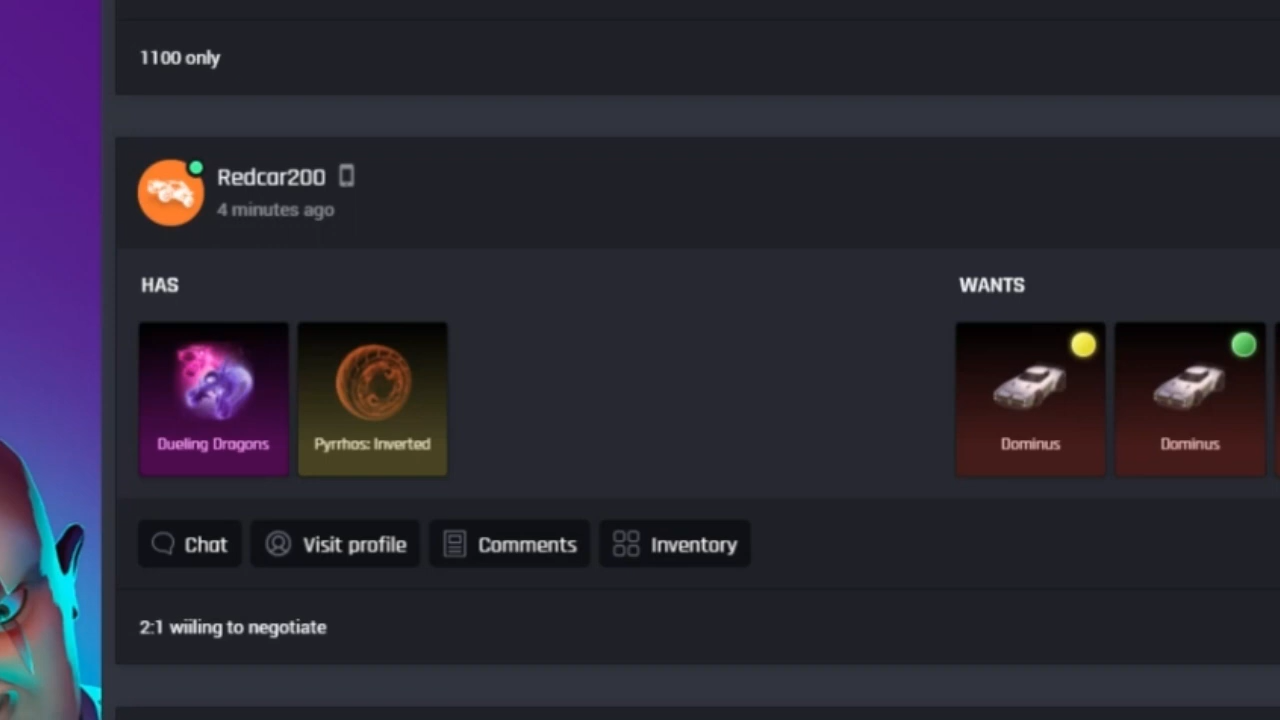 1100 only
Redcar200
4 minutes ago
HAS
WANTS
Dueling Dragons
Pyrrhos: Inverted
Dominus
Dominus
Chat
Visit profile
Comments
Inventory
2:1 wiiling to negotiate